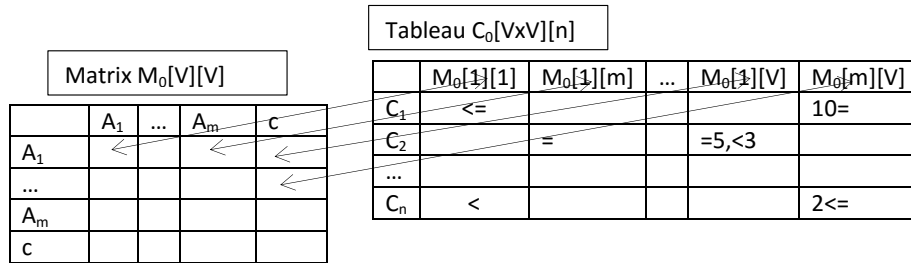 Tableau C₀[VxV][n]
Matrix M₀[V][V]
M₀[1][1] M₀[1][m] ... M₀[1][V] M₀[m][V]
C₁ <= 10=
C₂ = =5,<3
...
Cₙ < 2<=
A₁ ... Aₘ c
A₁
...
Aₘ
c